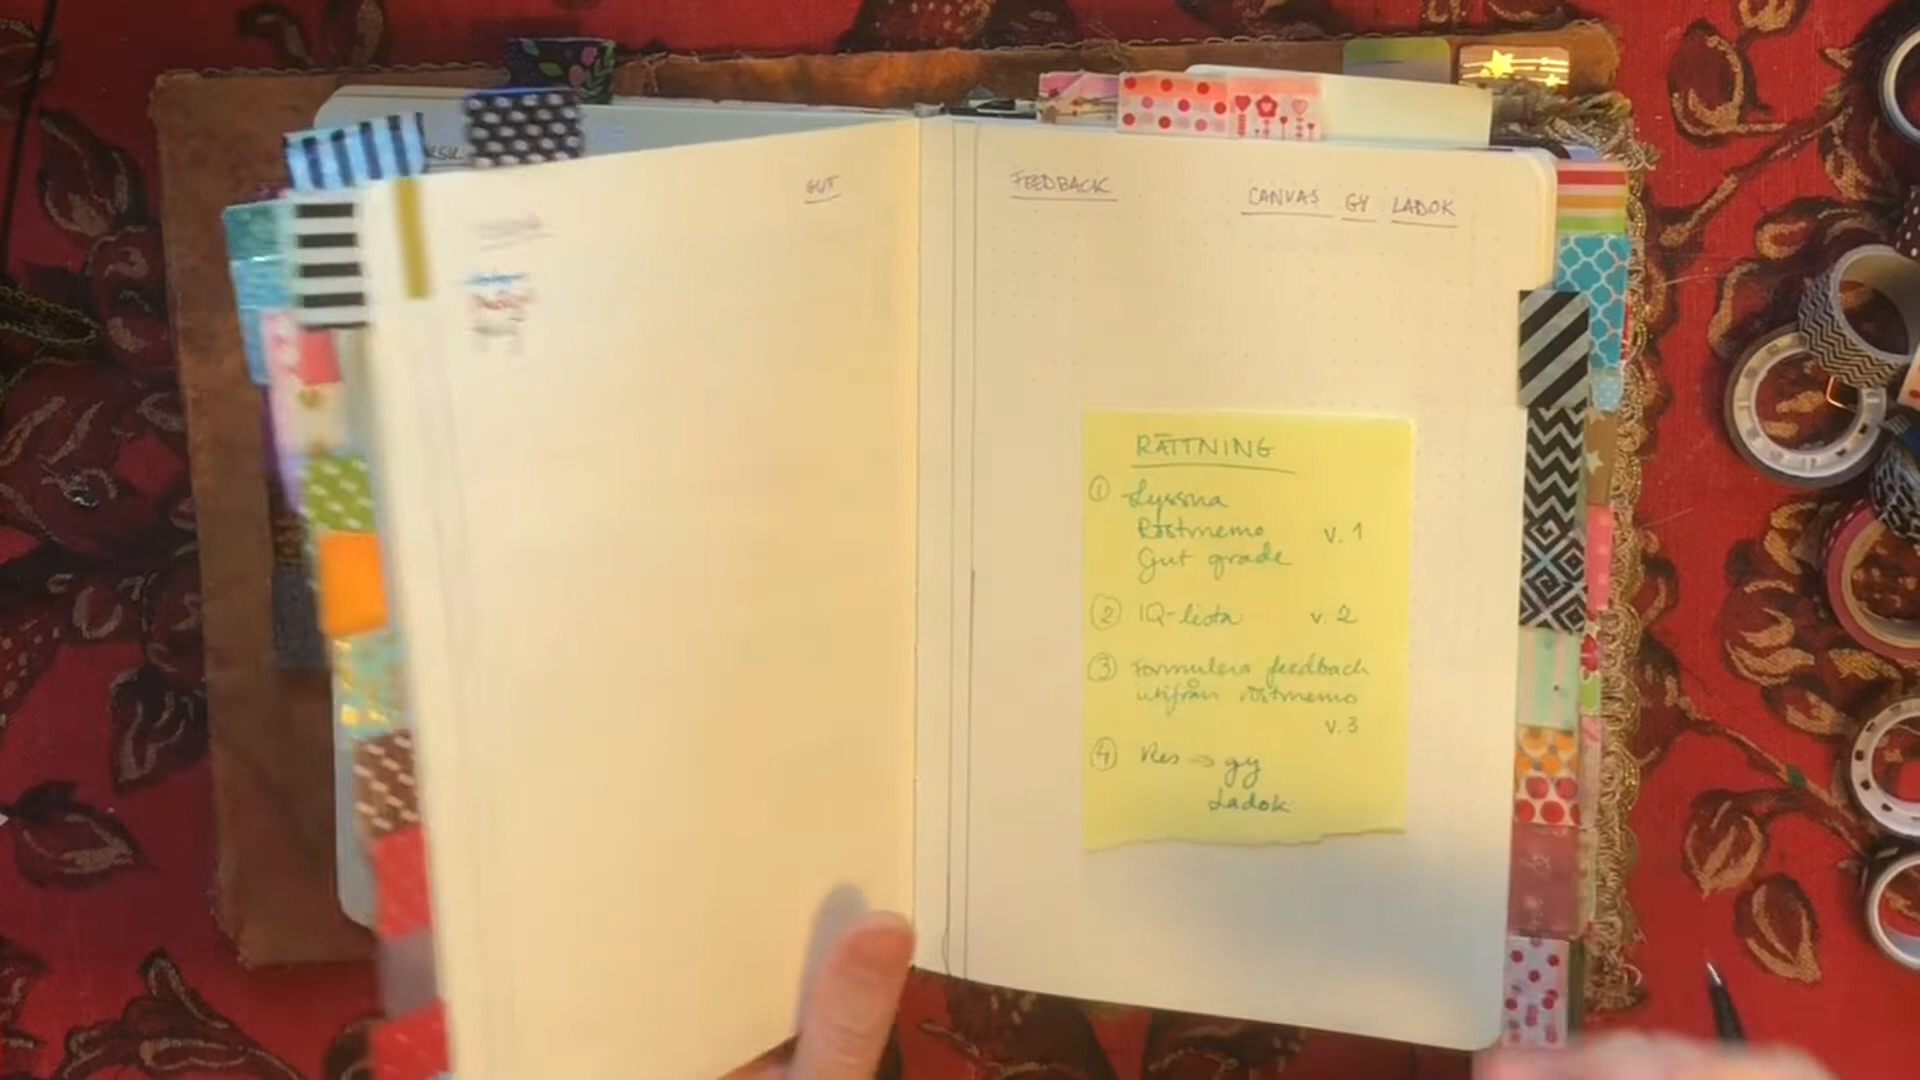 GUT
FEEDBACK
CANVAS GY LADOK
RÄTTNING
① Lyssna
Röstmemo v. 1
Gut grade
② IQ-lista v. 2
③ Formulera feedback
utifrån röstmemo
v. 3
④ Res → gy
Ladok